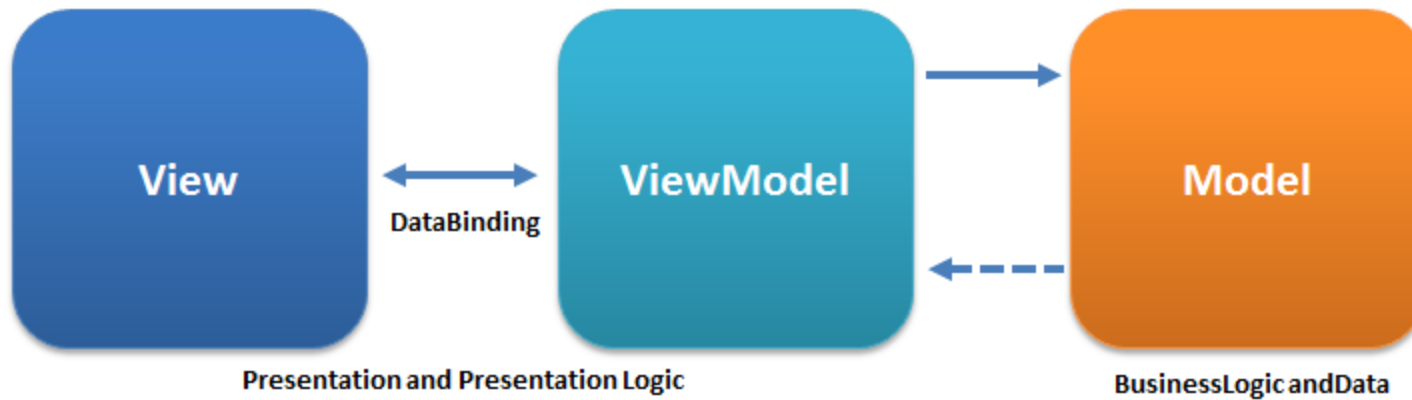 View
ViewModel
Model
DataBinding
Presentation and Presentation Logic
BusinessLogic andData